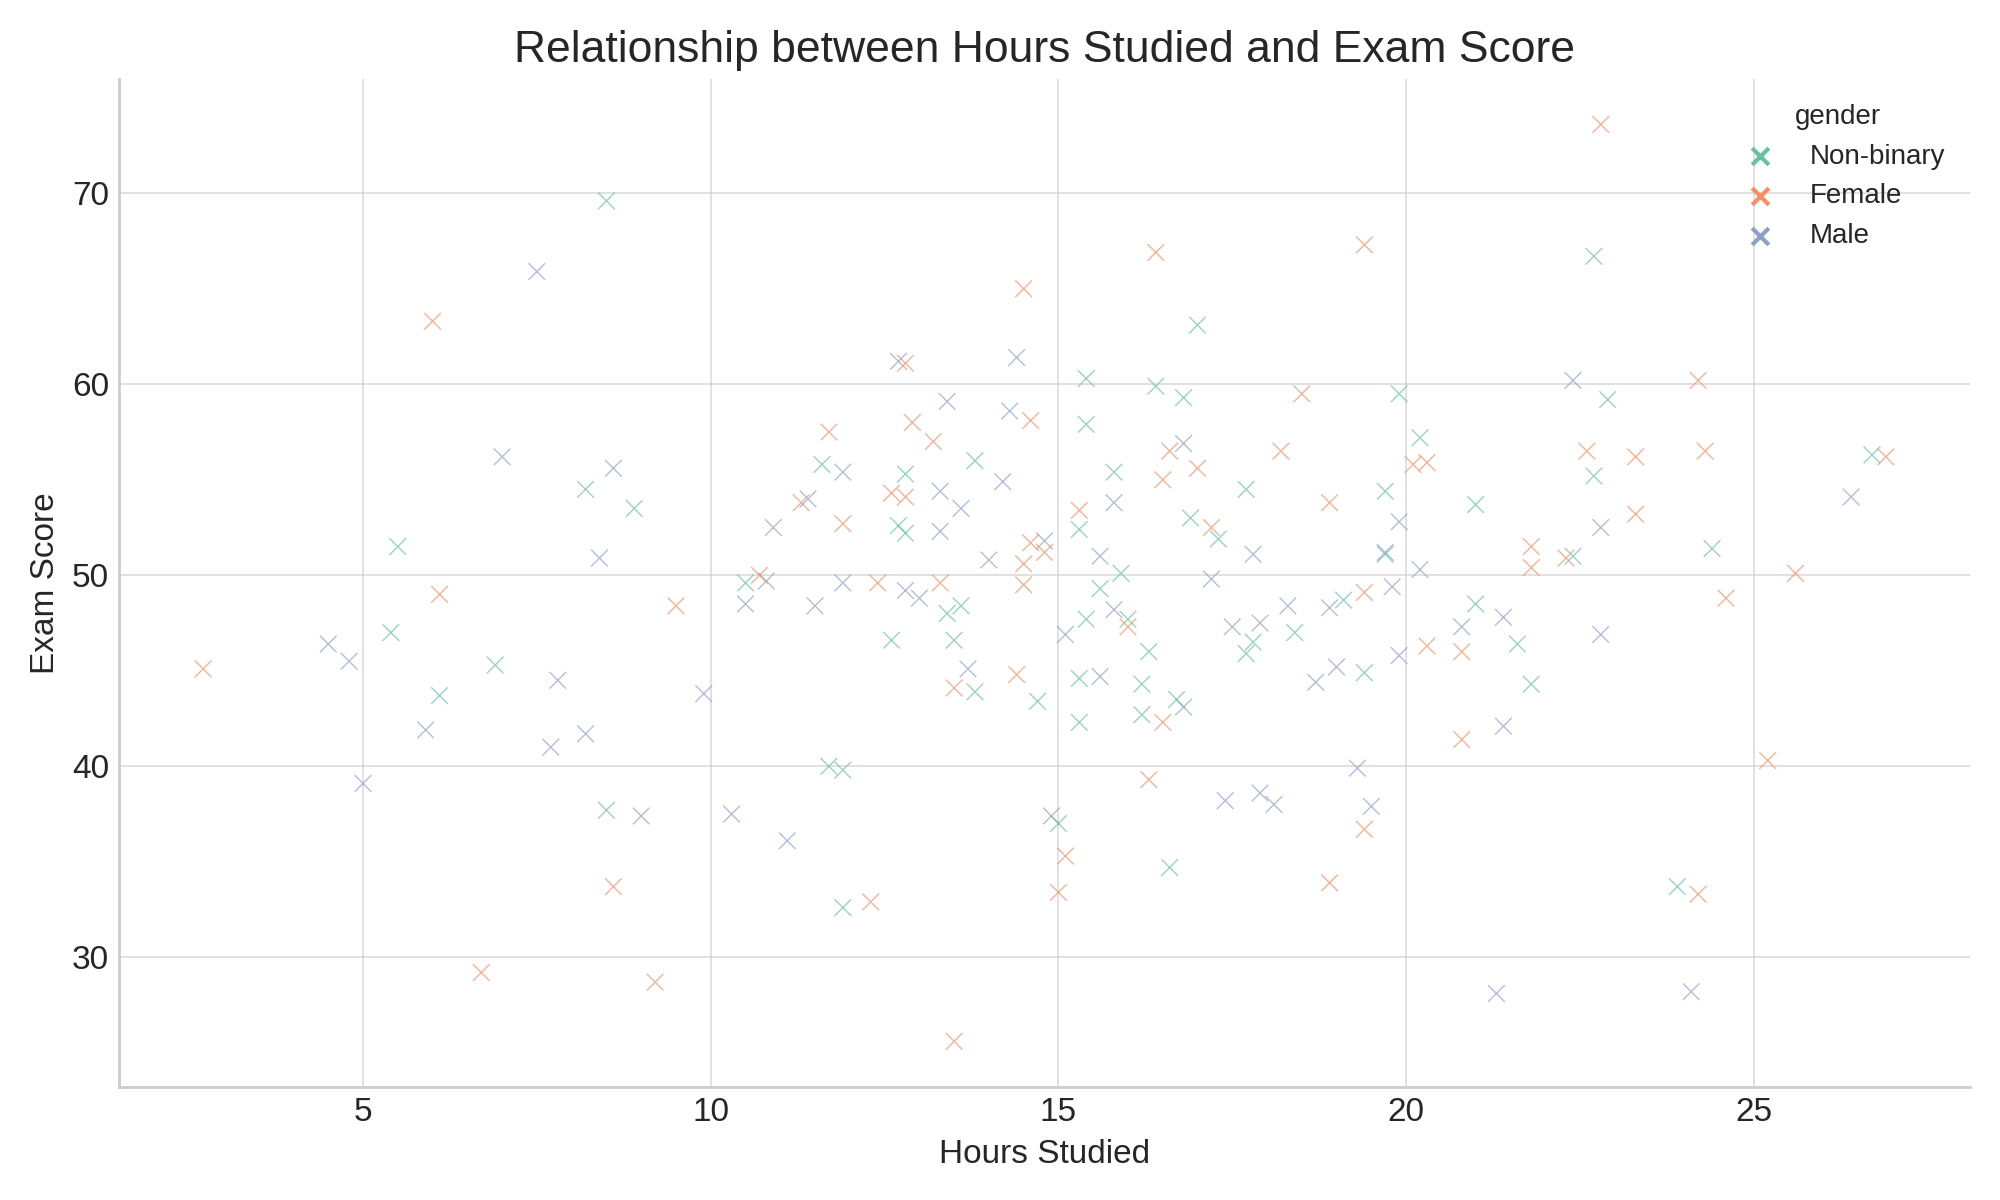 Relationship between Hours Studied and Exam Score
gender
Non-binary
Female
Male
70
60
50
40
30
Exam Score
5 10 15 20 25
Hours Studied